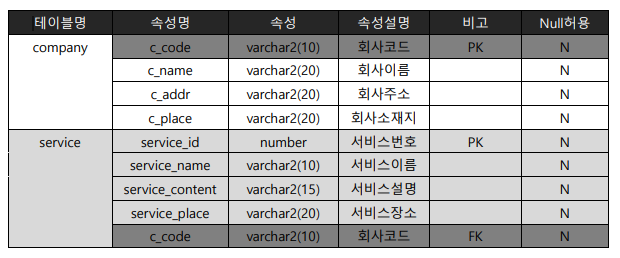 테이블명 속성명 속성 속성설명 비고 Null허용
company c_code varchar2(10) 회사코드 PK N
c_name varchar2(20) 회사이름 N
c_addr varchar2(20) 회사주소 N
c_place varchar2(20) 회사소재지 N
service service_id number 서비스번호 PK N
service_name varchar2(10) 서비스이름 N
service_content varchar2(15) 서비스설명 N
service_place varchar2(20) 서비스장소 N
c_code varchar2(10) 회사코드 FK N